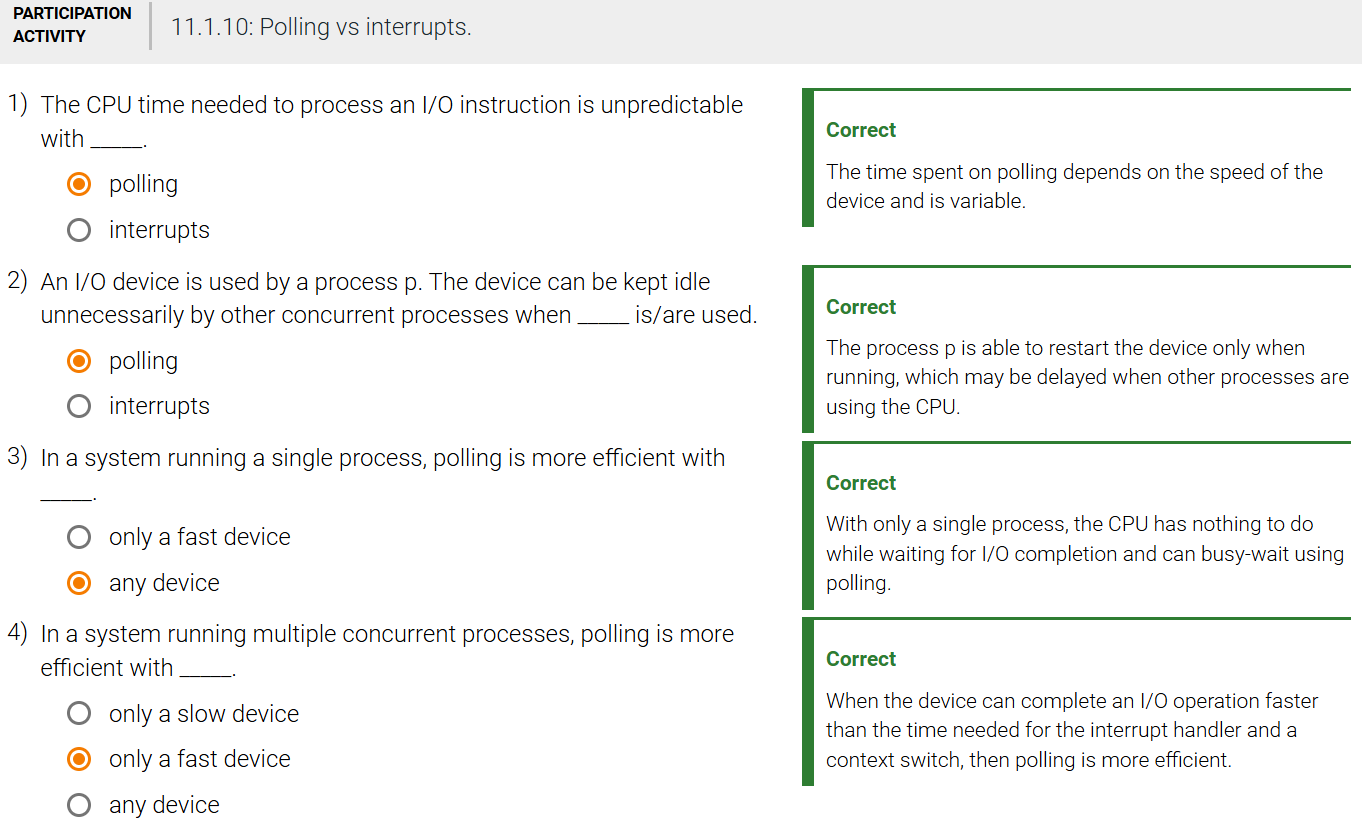 PARTICIPATION
ACTIVITY
11.1.10: Polling vs interrupts.
1) The CPU time needed to process an I/O instruction is unpredictable
with _____.
polling
interrupts
Correct
The time spent on polling depends on the speed of the
device and is variable.
2) An I/O device is used by a process p. The device can be kept idle
unnecessarily by other concurrent processes when _____ is/are used.
polling
interrupts
Correct
The process p is able to restart the device only when
running, which may be delayed when other processes are
using the CPU.
3) In a system running a single process, polling is more efficient with
_____.
only a fast device
any device
Correct
With only a single process, the CPU has nothing to do
while waiting for I/O completion and can busy-wait using
polling.
4) In a system running multiple concurrent processes, polling is more
efficient with _____.
only a slow device
only a fast device
any device
Correct
When the device can complete an I/O operation faster
than the time needed for the interrupt handler and a
context switch, then polling is more efficient.